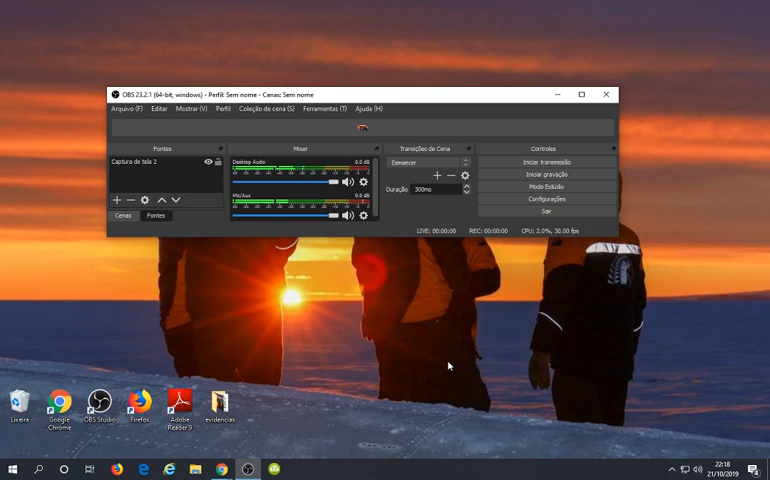 OBS 23.2.1 (64-bit, windows) - Perfil: Sem nome - Cenas: Sem nome
Arquivo (F) Editar Mostrar (V) Perfil Coleção de cena (S) Ferramentas (T) Ajuda (H)
Fontes Mixer Transições de Cena Controles
Captura de tela 2
Desktop Audio 0.0 dB
Mic/Aux 0.0 dB
Esmaecer
Duração 300ms
Iniciar transmissão
Iniciar gravação
Modo Estúdio
Configurações
Sair
Cenas Fontes
LIVE: 00:00:00 REC: 00:00:00 CPU: 2.0%, 30.00 fps
Lixeira
Google Chrome
OBS Studio
Firefox
Adobe Reader 9
evidencias
22:18
21/10/2019
4